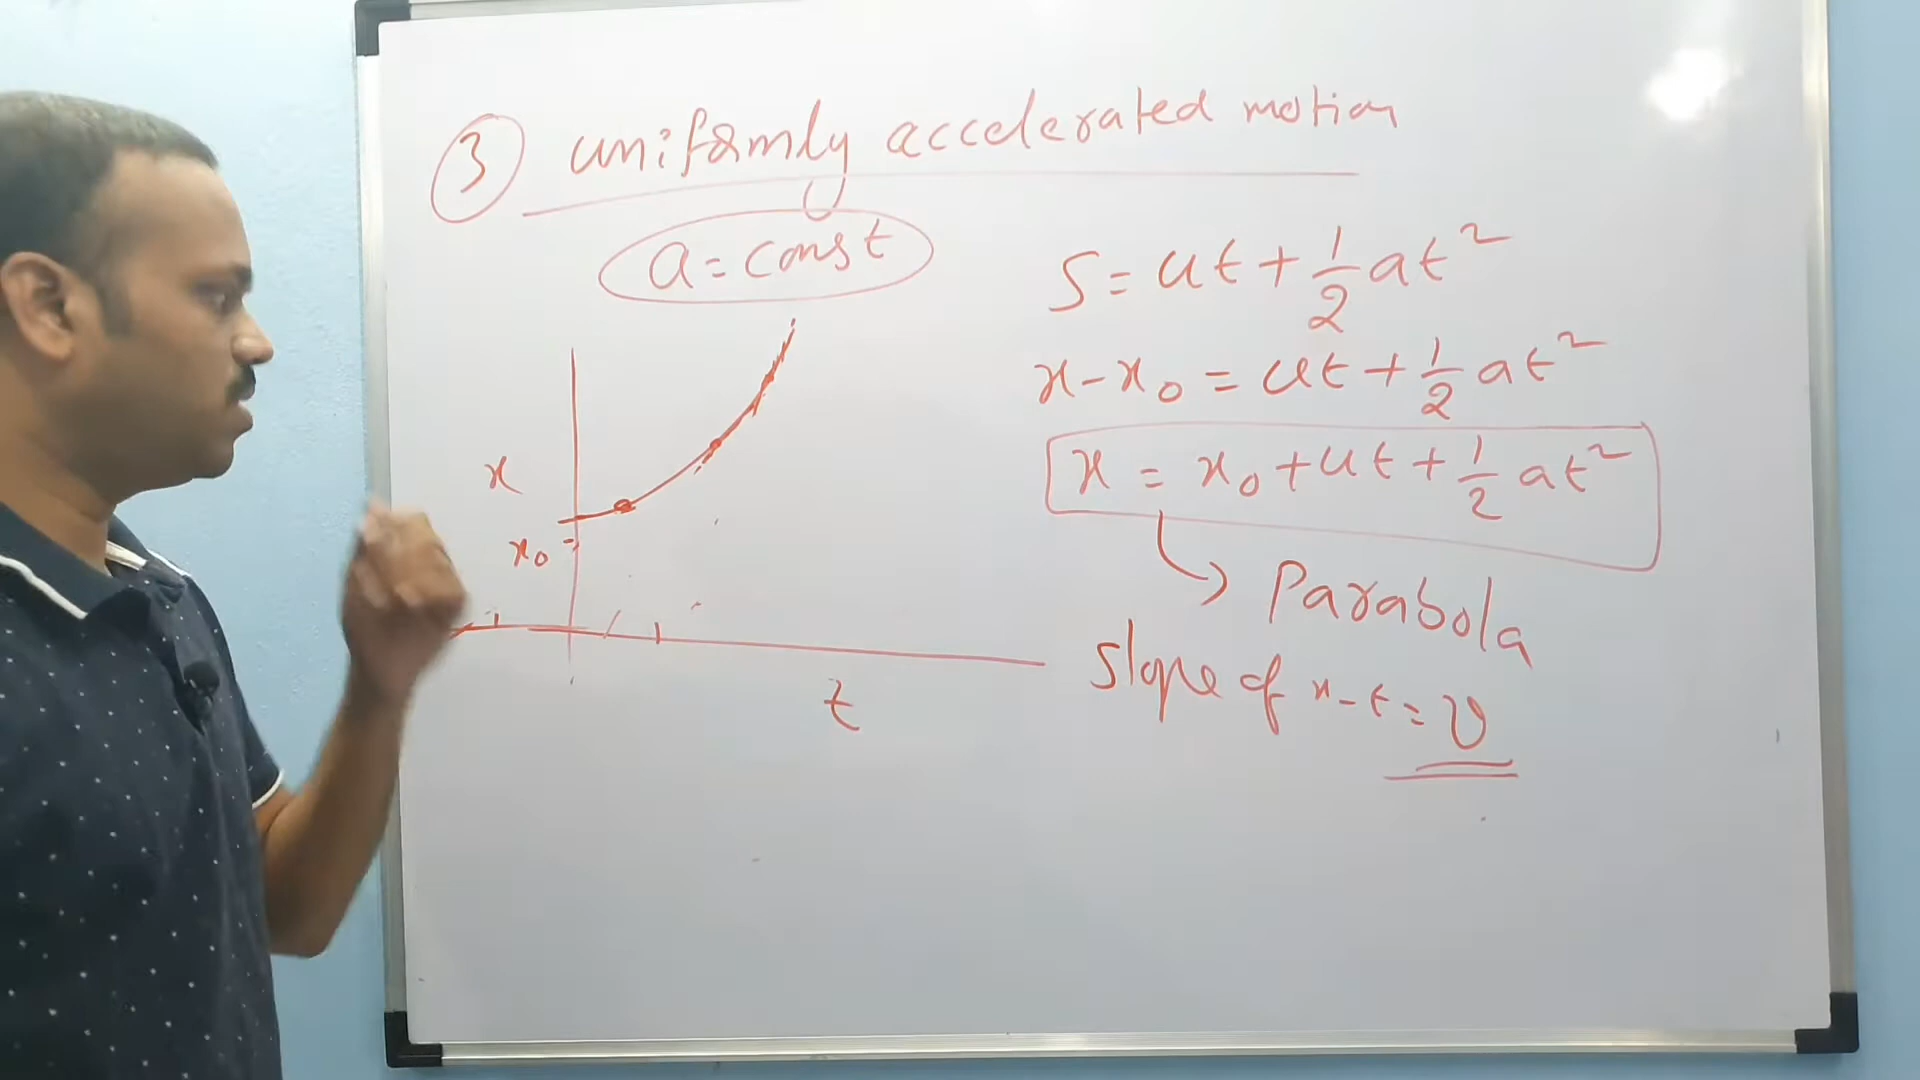 ③ uniformly accelerated motion
a = const
x
x₀
t
S = ut + 1/2 at²
x - x₀ = ut + 1/2 at²
x = x₀ + ut + 1/2 at²
Parabola
Slope of x-t = v